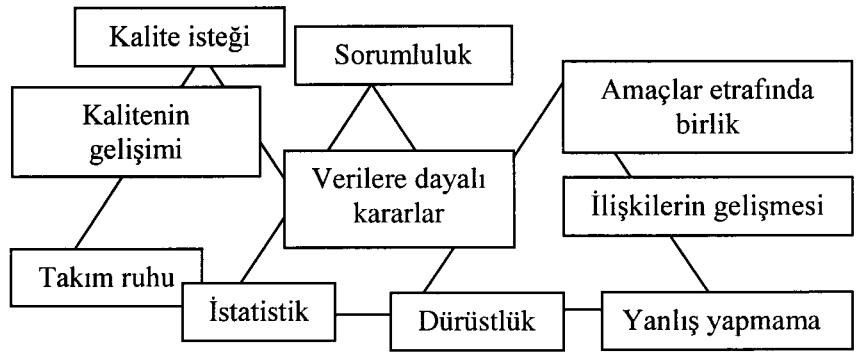 Kalite isteği
Sorumluluk
Amaçlar etrafında
birlik
Kalitenin
gelişimi
Verilere dayalı
kararlar
İlişkilerin gelişmesi
Takım ruhu
İstatistik
Dürüstlük
Yanlış yapmama